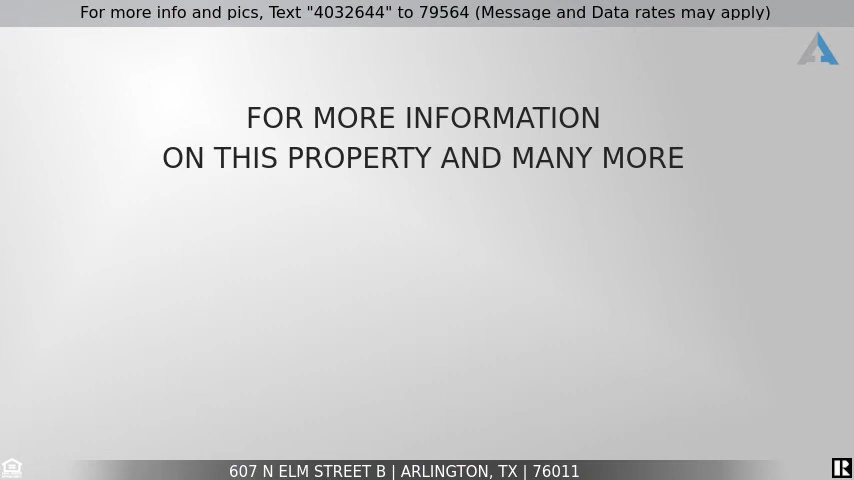 For more info and pics, Text "4032644" to 79564 (Message and Data rates may apply)
FOR MORE INFORMATION
ON THIS PROPERTY AND MANY MORE
607 N ELM STREET B | ARLINGTON, TX | 76011